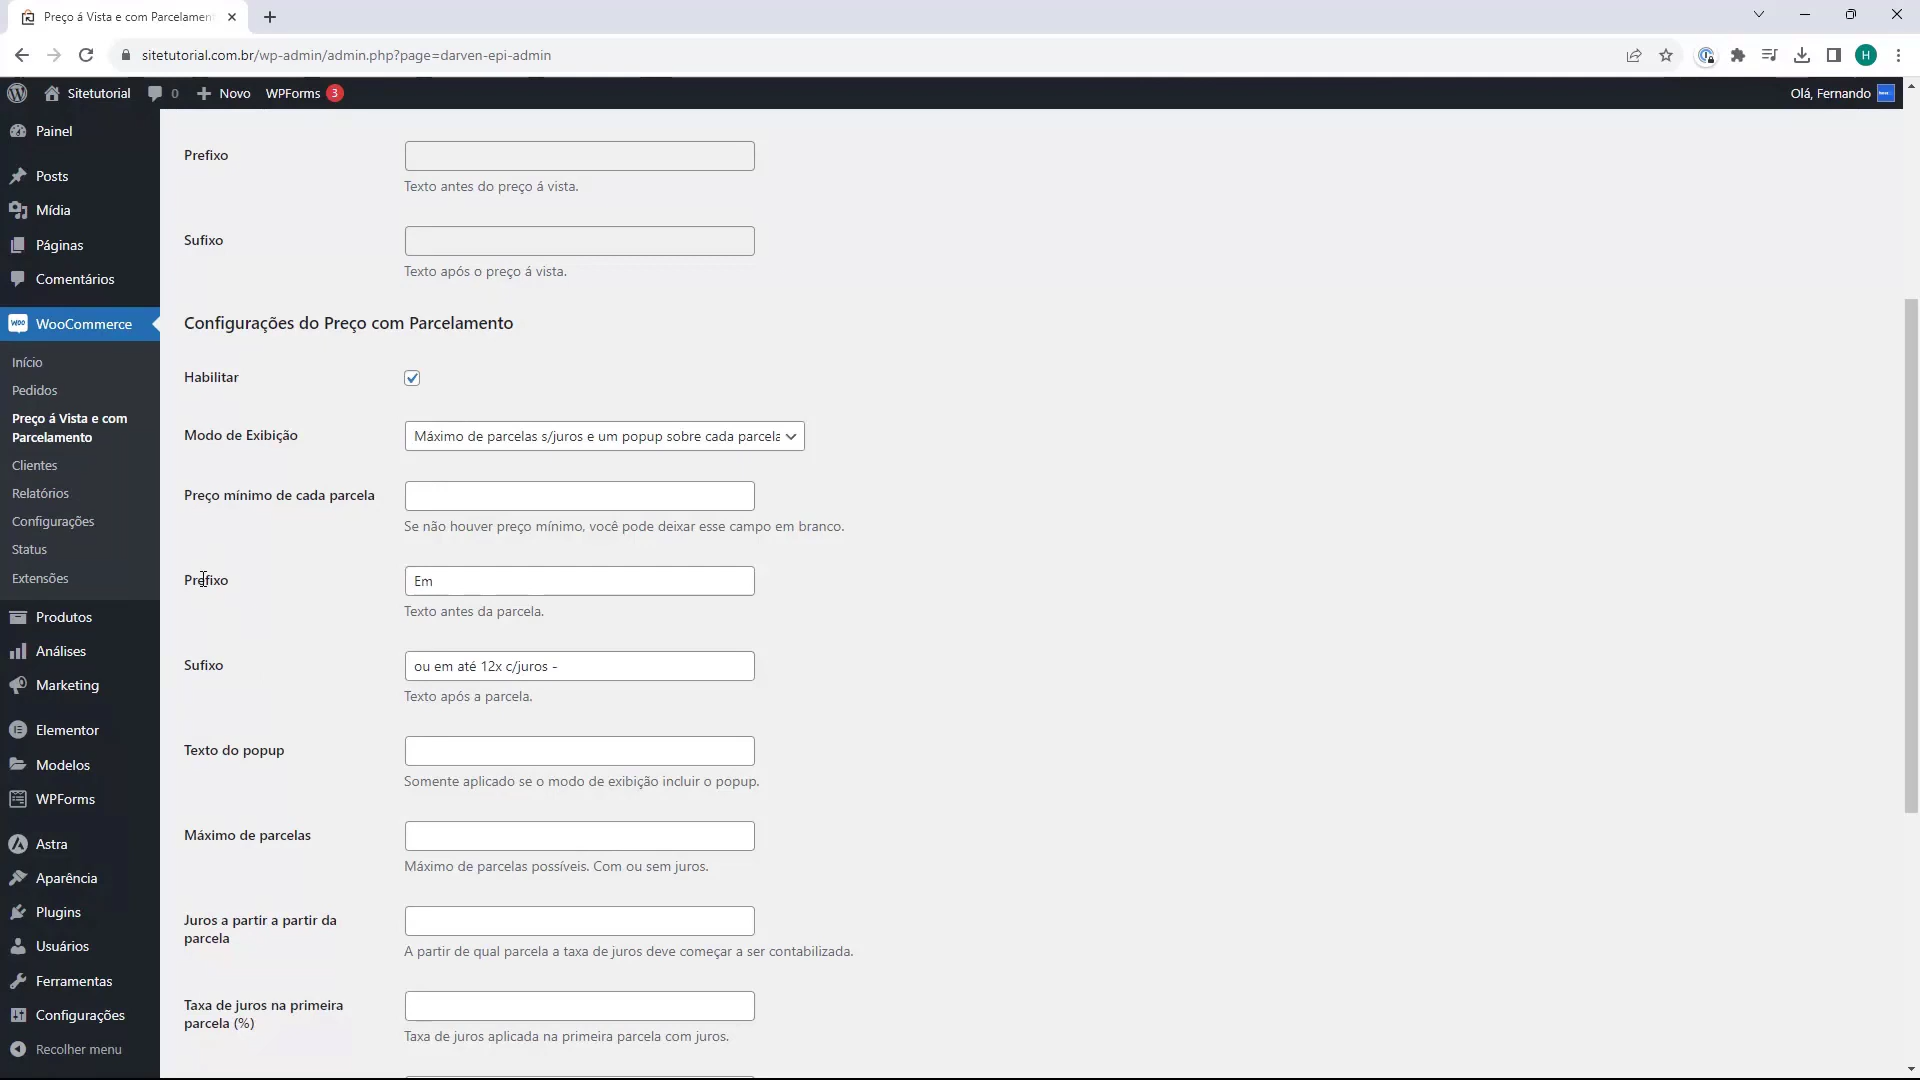 Preço á Vista e com Parcelamen
sitetutorial.com.br/wp-admin/admin.php?page=darven-epi-admin
H
Sitetutorial
0
Novo
WPForms
3
Olá, Fernando
Painel
Posts
Mídia
Páginas
Comentários
WooCommerce
Início
Pedidos
Preço á Vista e com
Parcelamento
Clientes
Relatórios
Configurações
Status
Extensões
Produtos
Análises
Marketing
Elementor
Modelos
WPForms
Astra
Aparência
Plugins
Usuários
Ferramentas
Configurações
Recolher menu
Prefixo
Texto antes do preço á vista.
Sufixo
Texto após o preço á vista.
Configurações do Preço com Parcelamento
Habilitar
Modo de Exibição
Máximo de parcelas s/juros e um popup sobre cada parcela
Preço mínimo de cada parcela
Se não houver preço mínimo, você pode deixar esse campo em branco.
Prefixo
Em
Texto antes da parcela.
Sufixo
ou em até 12x c/juros -
Texto após a parcela.
Texto do popup
Somente aplicado se o modo de exibição incluir o popup.
Máximo de parcelas
Máximo de parcelas possíveis. Com ou sem juros.
Juros a partir a partir da
parcela
A partir de qual parcela a taxa de juros deve começar a ser contabilizada.
Taxa de juros na primeira
parcela (%)
Taxa de juros aplicada na primeira parcela com juros.